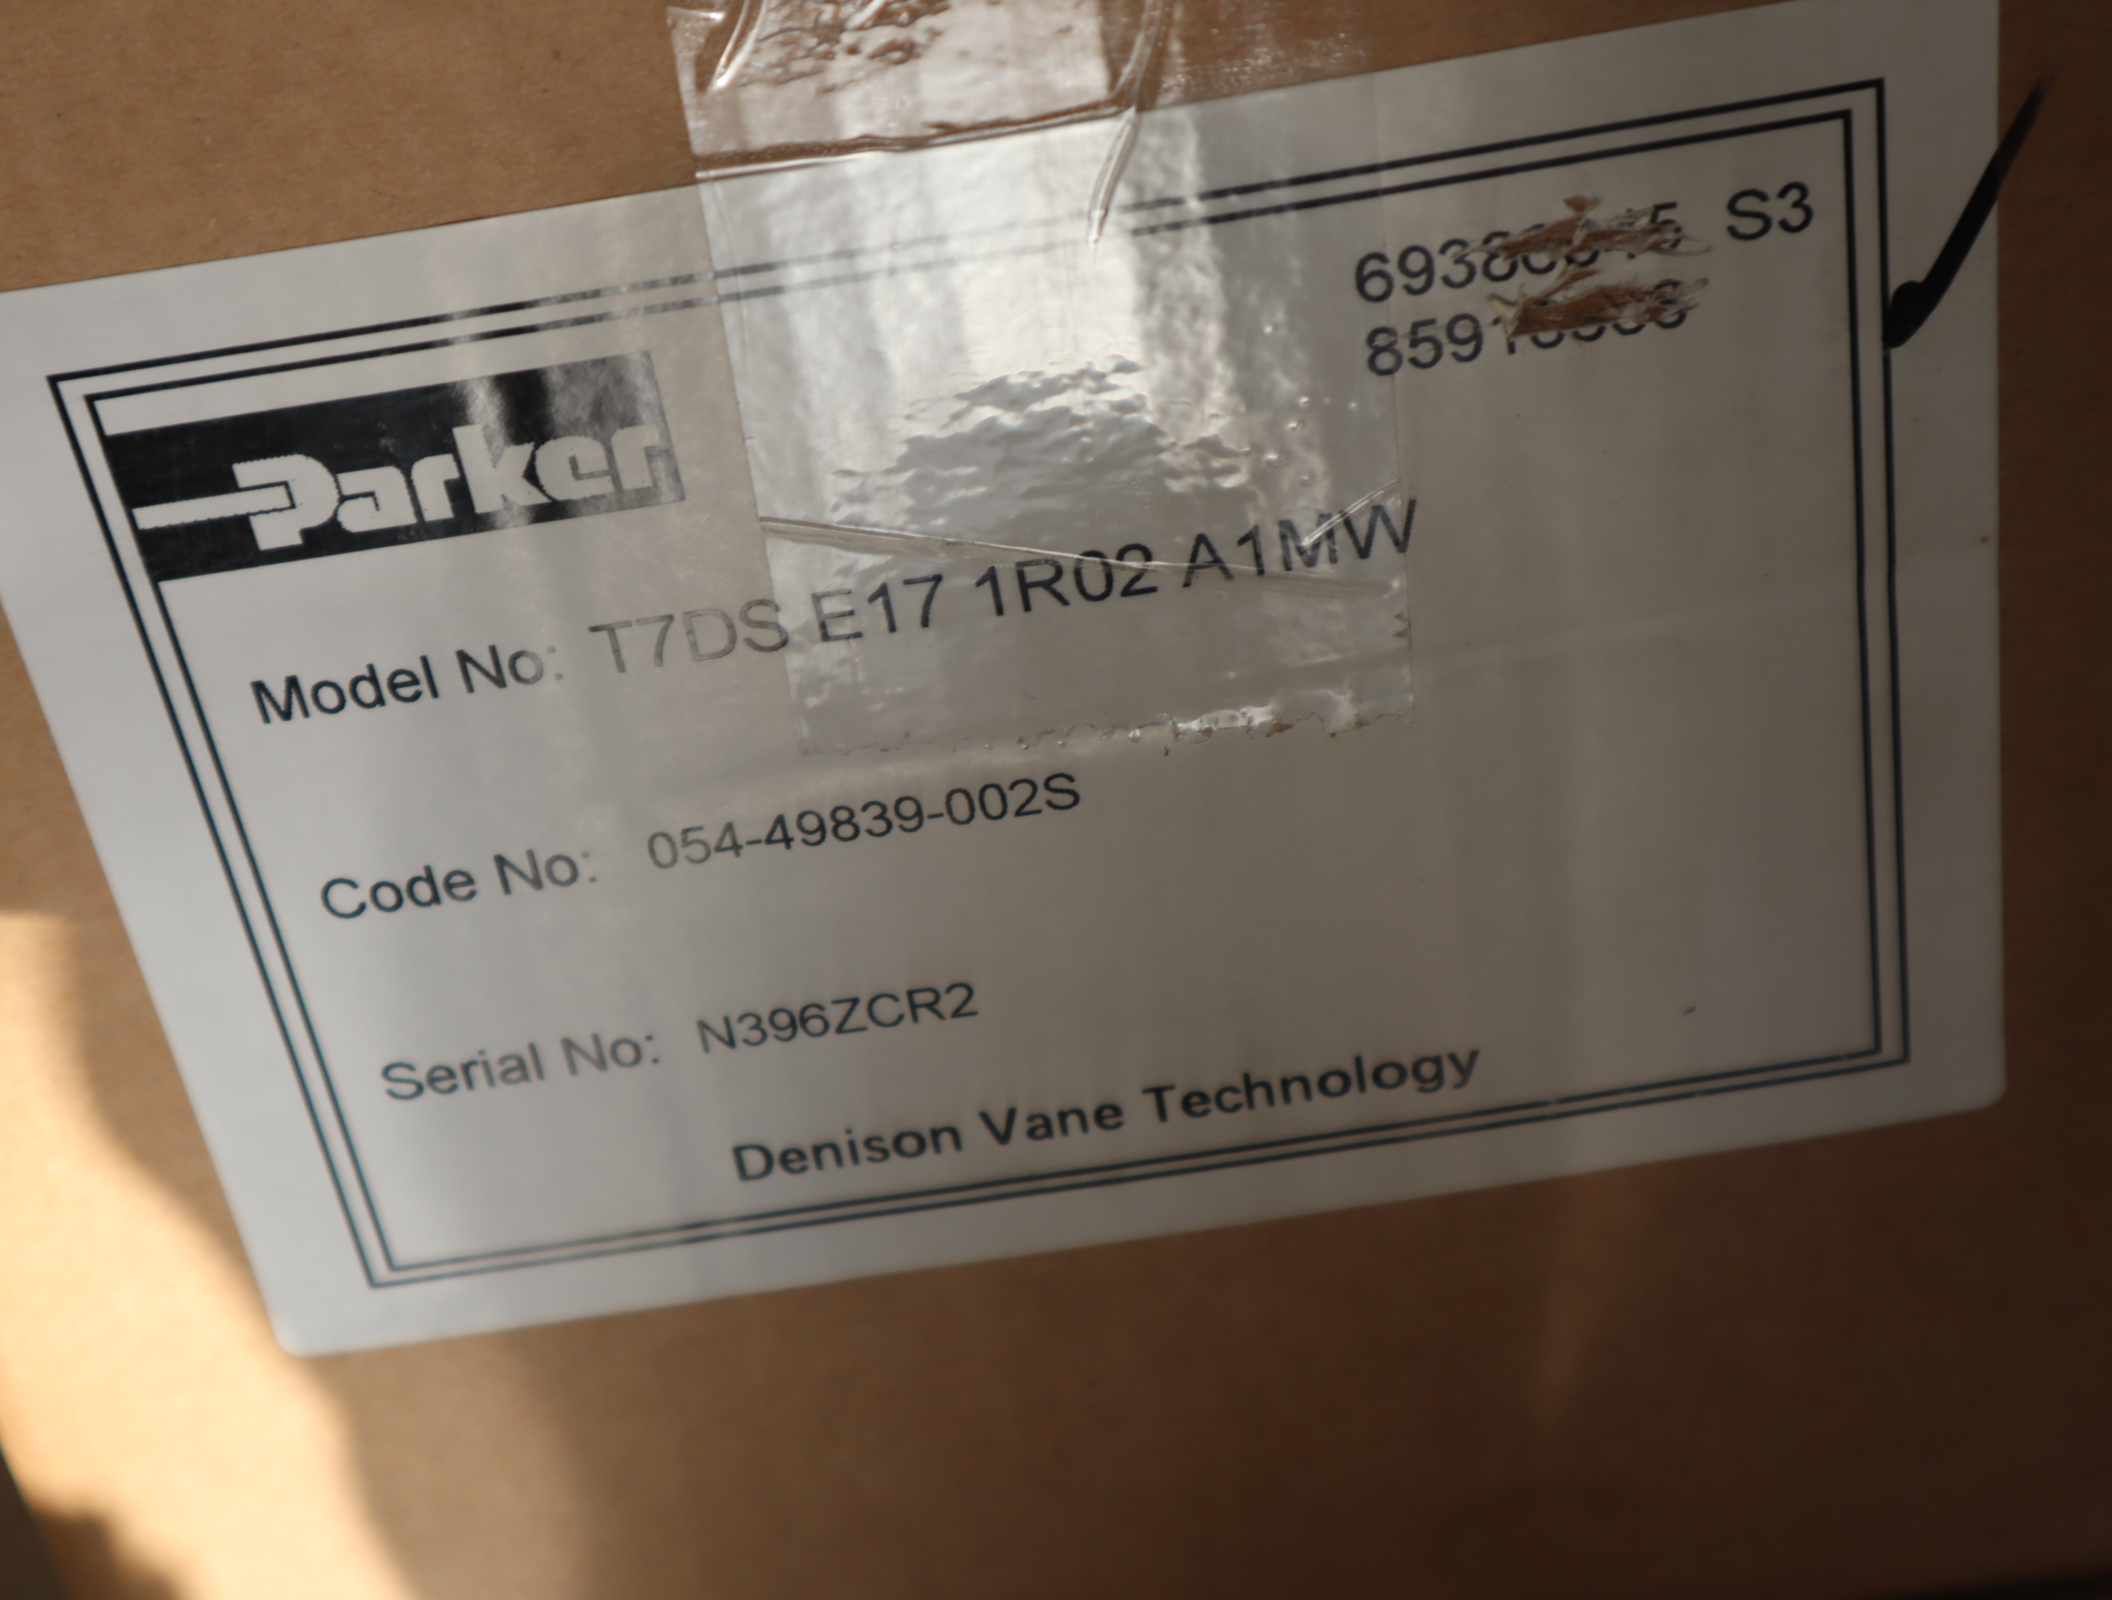 S3
Parker
Model No: T7DS E17 1R02 A1MW
Code No: 054-49839-002S
Serial No: N396ZCR2
Denison Vane Technology